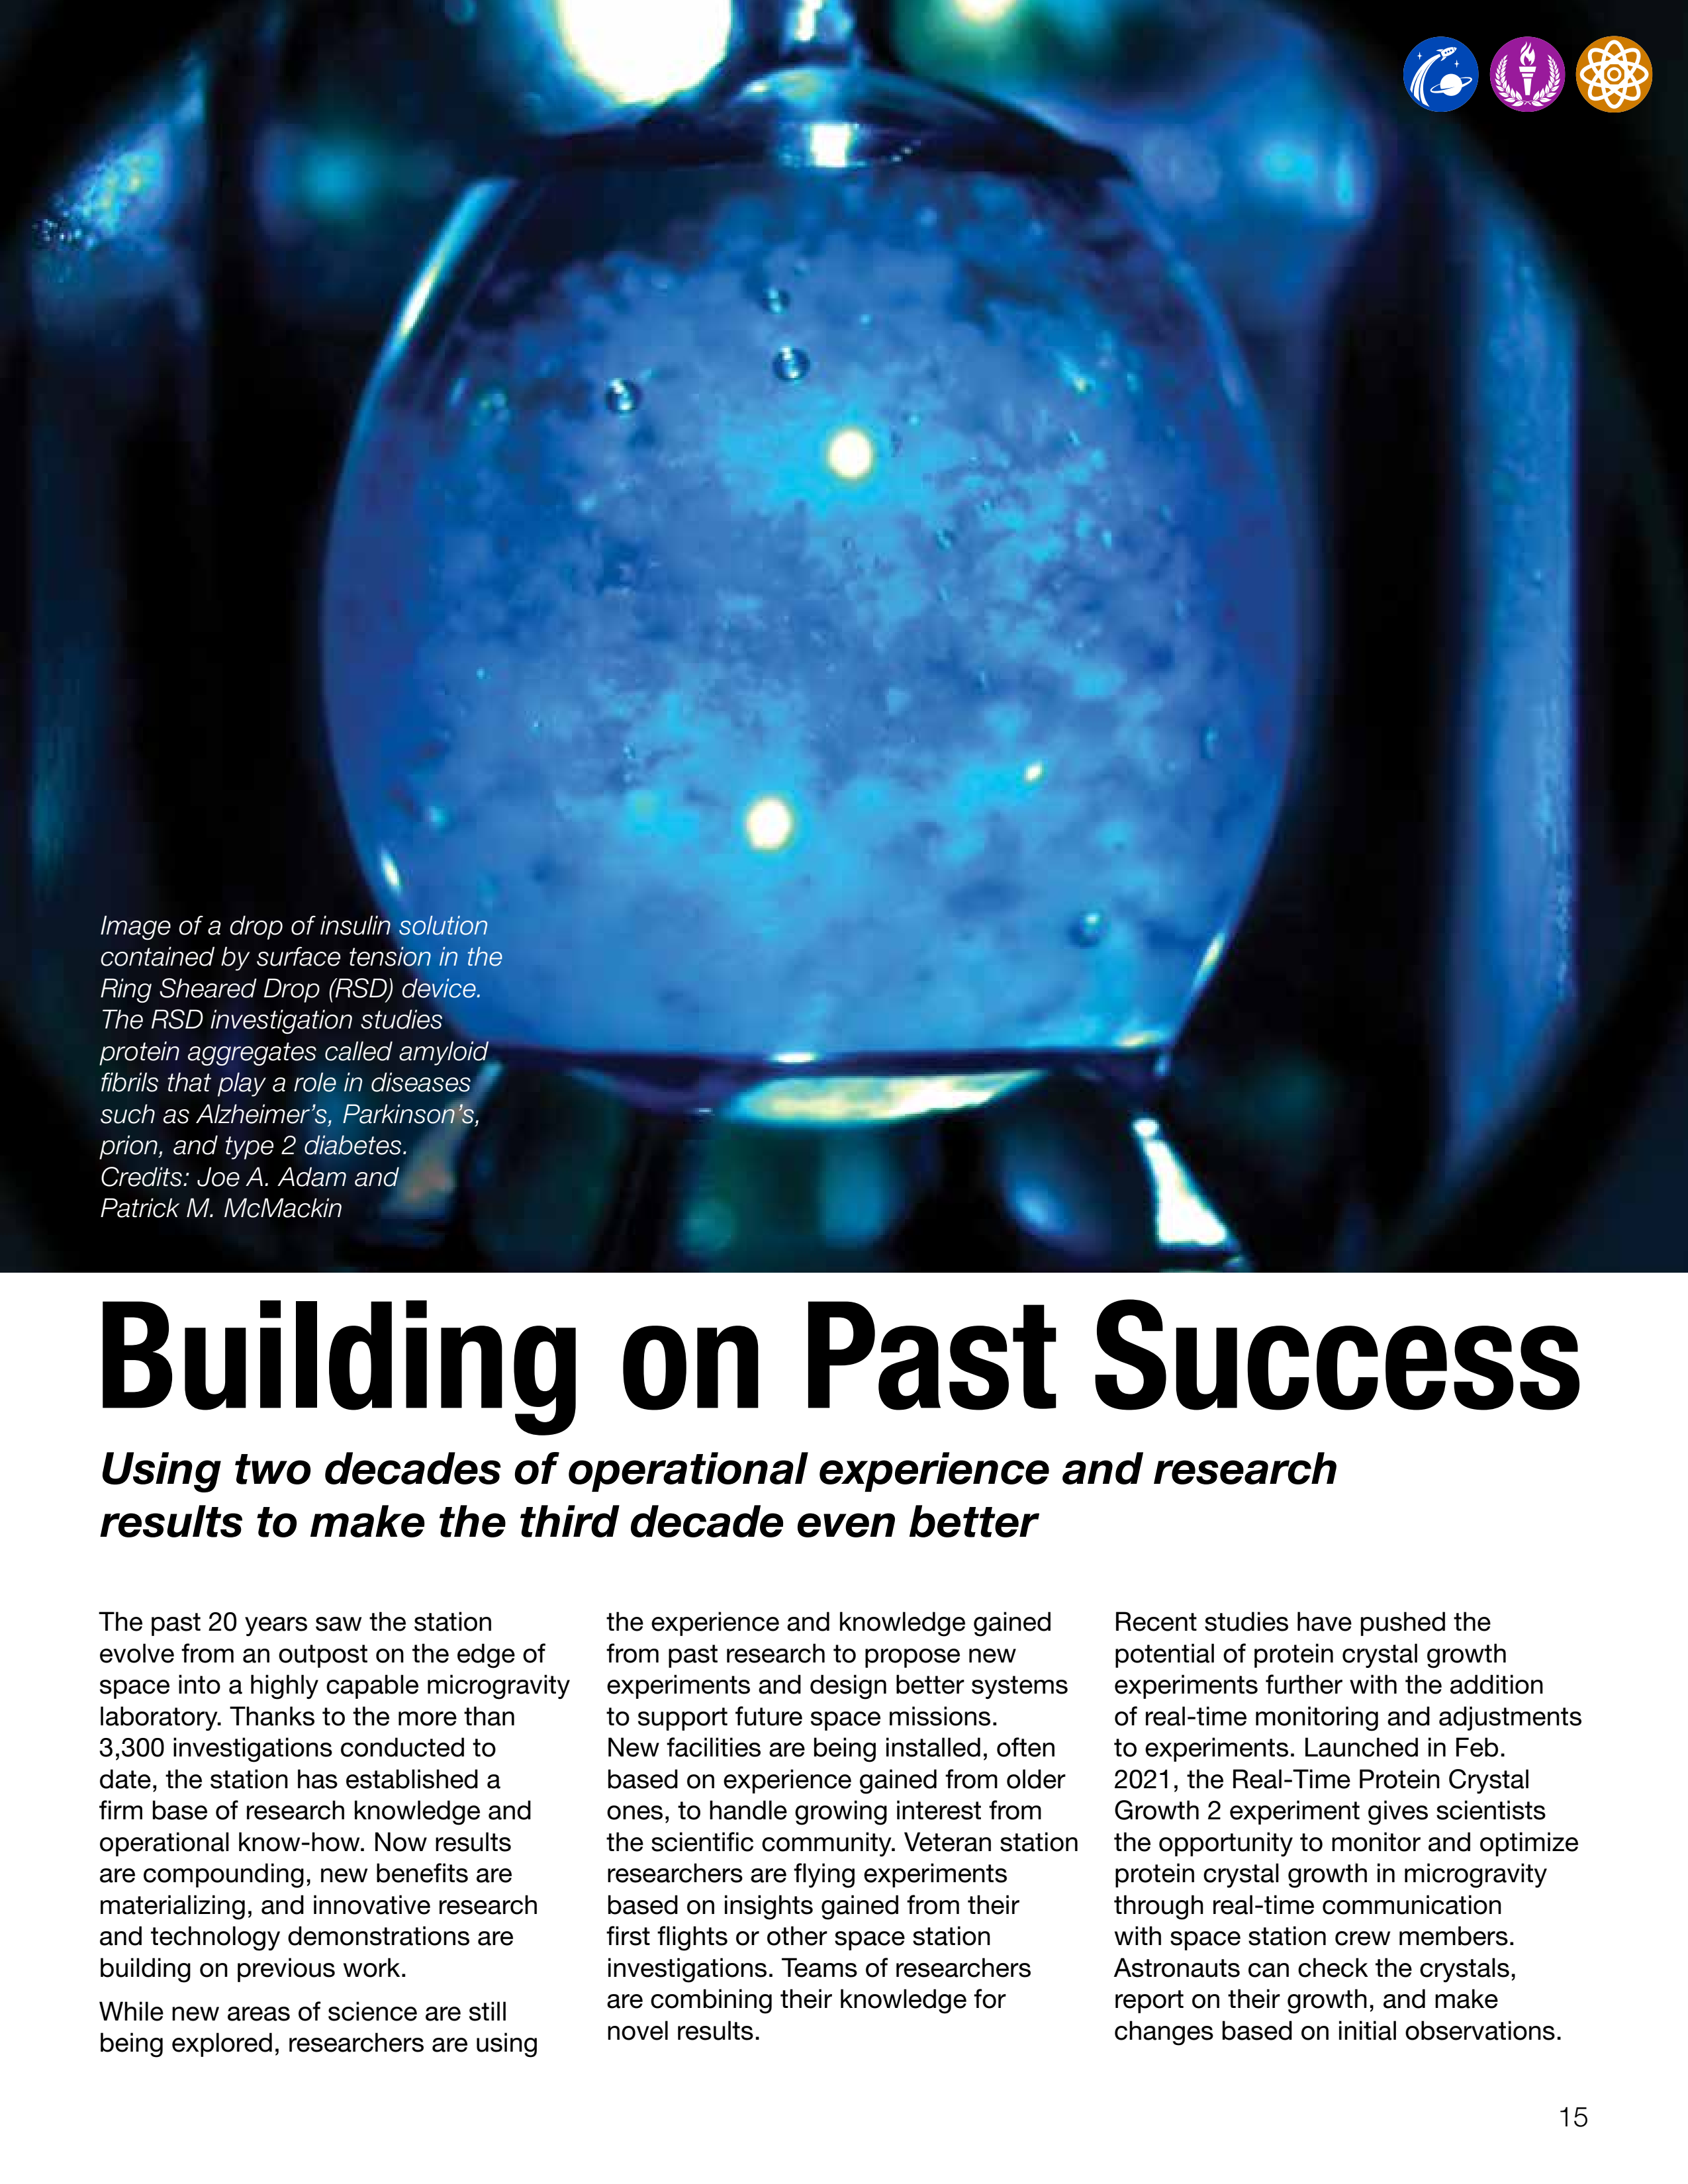 Image of a drop of insulin solution
contained by surface tension in the
Ring Sheared Drop (RSD) device.
The RSD investigation studies
protein aggregates called amyloid
fibrils that play a role in diseases
such as Alzheimer’s, Parkinson’s,
prion, and type 2 diabetes.
Credits: Joe A. Adam and
Patrick M. McMackin
Building on Past Success
Using two decades of operational experience and research
results to make the third decade even better
The past 20 years saw the station
evolve from an outpost on the edge of
space into a highly capable microgravity
laboratory. Thanks to the more than
3,300 investigations conducted to
date, the station has established a
firm base of research knowledge and
operational know-how. Now results
are compounding, new benefits are
materializing, and innovative research
and technology demonstrations are
building on previous work.
While new areas of science are still
being explored, researchers are using
the experience and knowledge gained
from past research to propose new
experiments and design better systems
to support future space missions.
New facilities are being installed, often
based on experience gained from older
ones, to handle growing interest from
the scientific community. Veteran station
researchers are flying experiments
based on insights gained from their
first flights or other space station
investigations. Teams of researchers
are combining their knowledge for
novel results.
Recent studies have pushed the
potential of protein crystal growth
experiments further with the addition
of real-time monitoring and adjustments
to experiments. Launched in Feb.
2021, the Real-Time Protein Crystal
Growth 2 experiment gives scientists
the opportunity to monitor and optimize
protein crystal growth in microgravity
through real-time communication
with space station crew members.
Astronauts can check the crystals,
report on their growth, and make
changes based on initial observations.
15